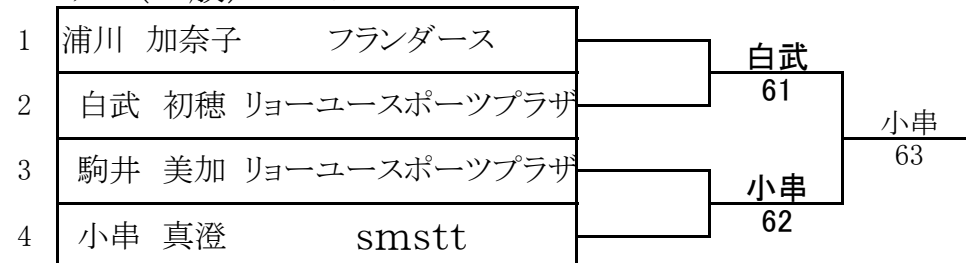 1 浦川 加奈子 フランダース
白武
61
2 白武 初穂 リョーユースポーツプラザ
小串
63
3 駒井 美加 リョーユースポーツプラザ
小串
62
4 小串 真澄 smstt